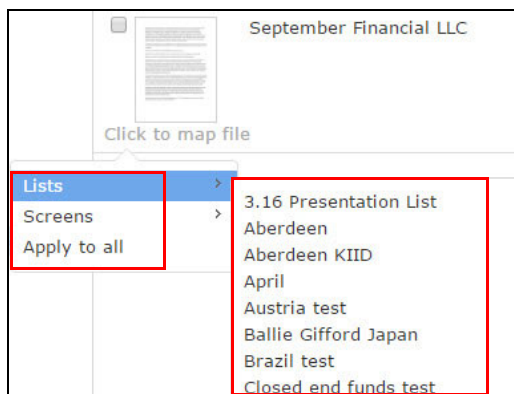 September Financial LLC
Click to map file
Lists
Screens
Apply to all
3.16 Presentation List
Aberdeen
Aberdeen KIID
April
Austria test
Ballie Gifford Japan
Brazil test
Closed end funds test